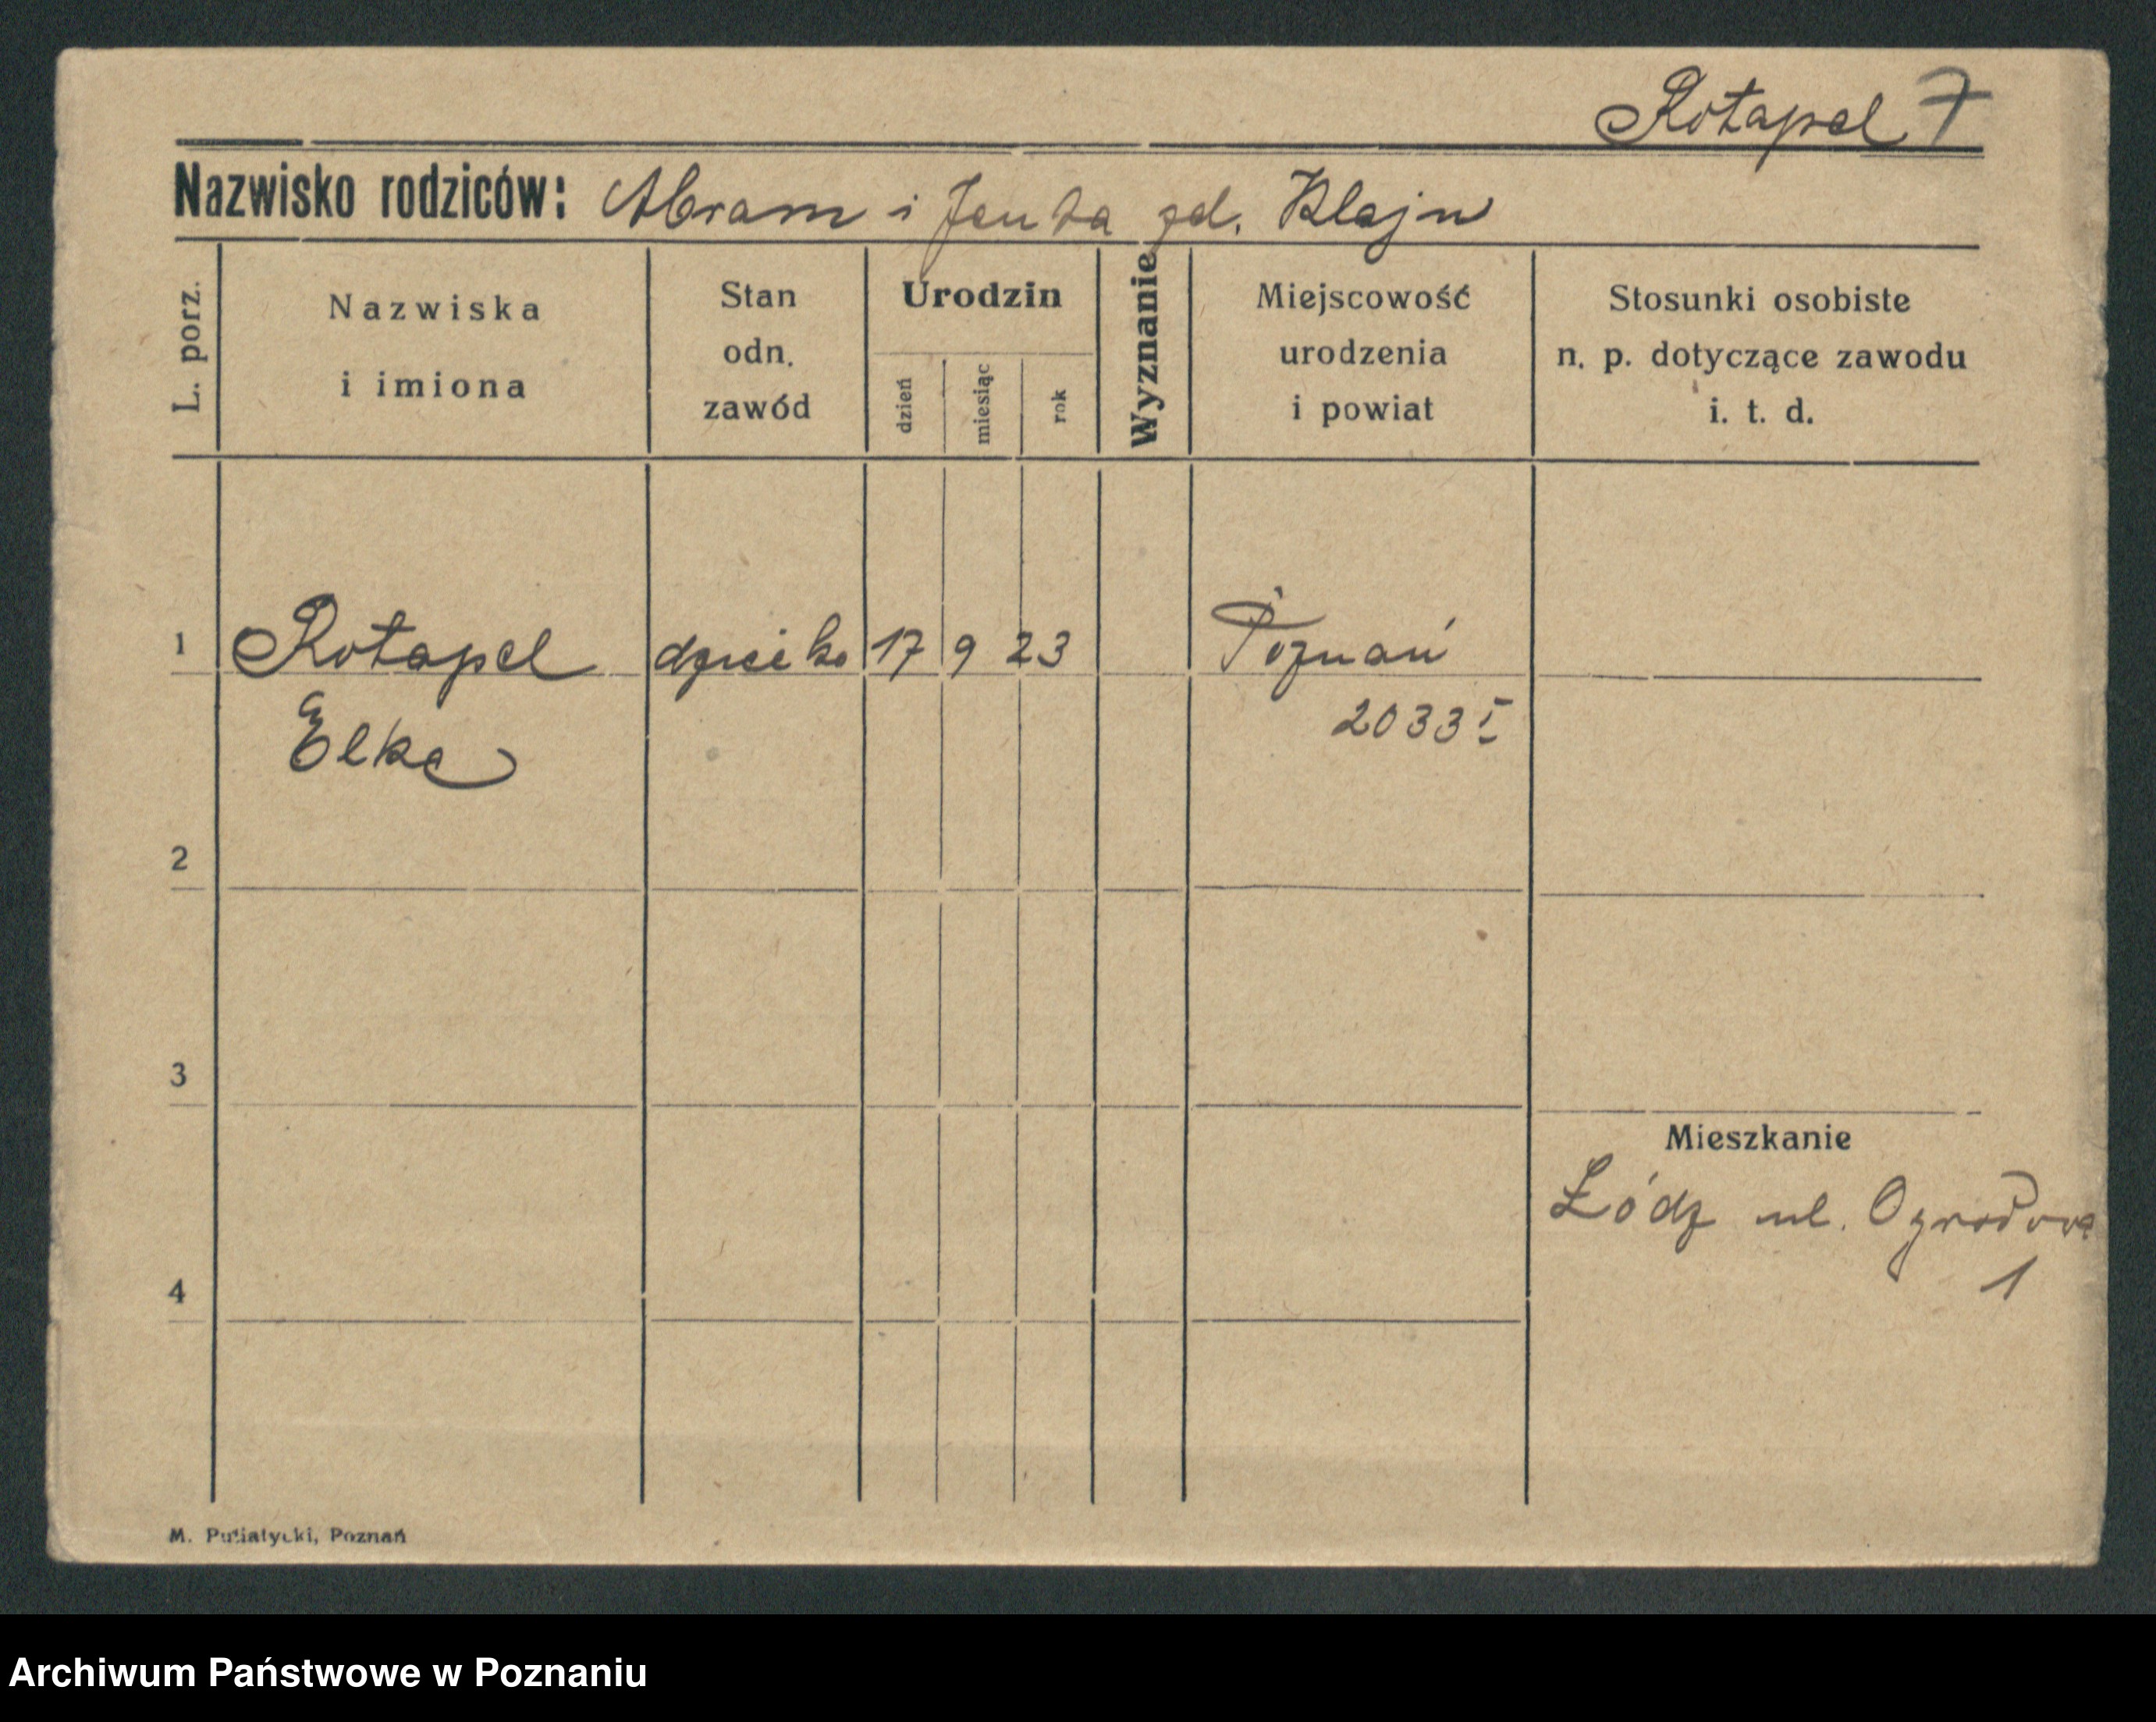 Rotapel 7
Nazwisko rodziców: Abram i Jenta zd. Klajn
L. porz.
Nazwiska
i imiona
Stan
odn.
zawód
Urodzin
dzień
miesiąc
rok
Wyznanie
Miejscowość
urodzenia
i powiat
Stosunki osobiste
n. p. dotyczące zawodu
i. t. d.
1 Rotapel dziecko 17 9 23 Poznań
Elka 2033 I
2
3
Mieszkanie
Łódz ul. Ogrodowa
1
4
M. Putiatycki, Poznań
Archiwum Państwowe w Poznaniu